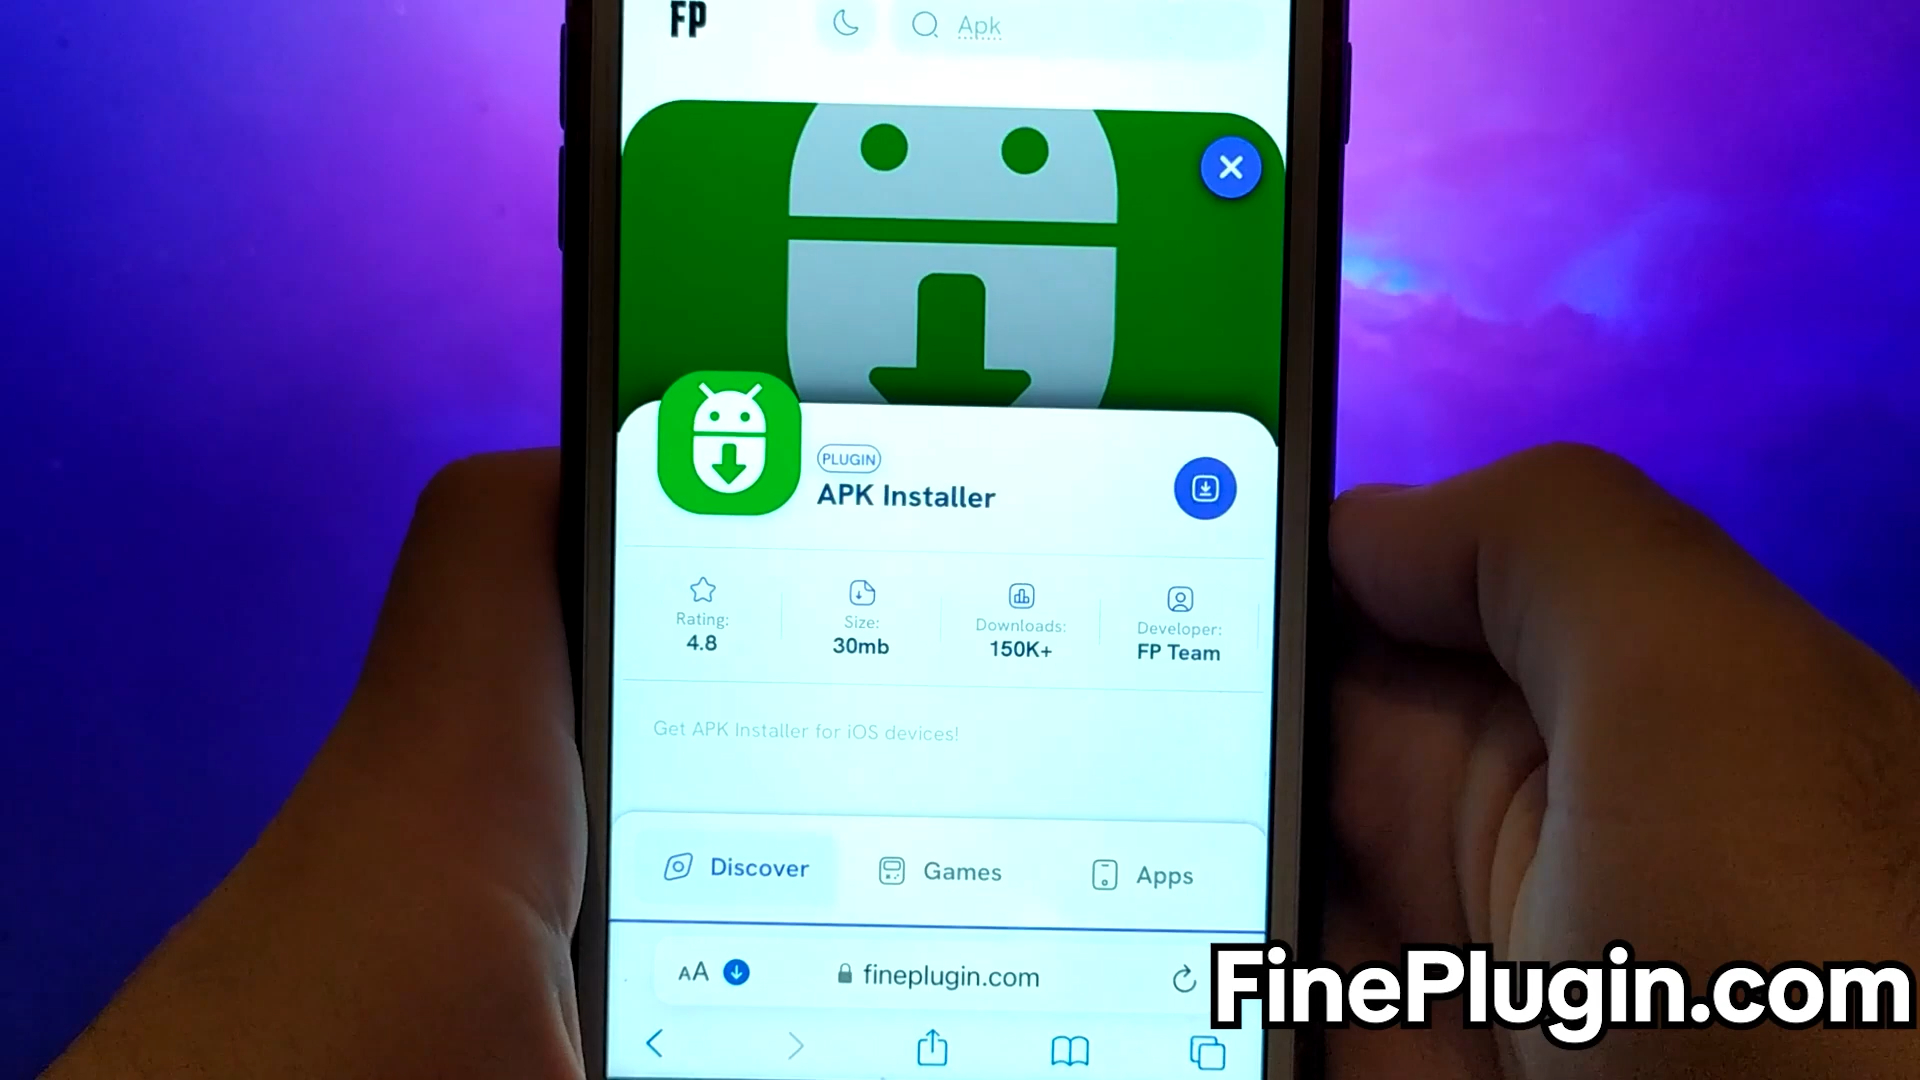 FP
Apk
PLUGIN
APK Installer
Rating:
4.8
Size:
30mb
Downloads:
150K+
Developer:
FP Team
Get APK Installer for iOS devices!
Discover
Games
Apps
AA
fineplugin.com
FinePlugin.com